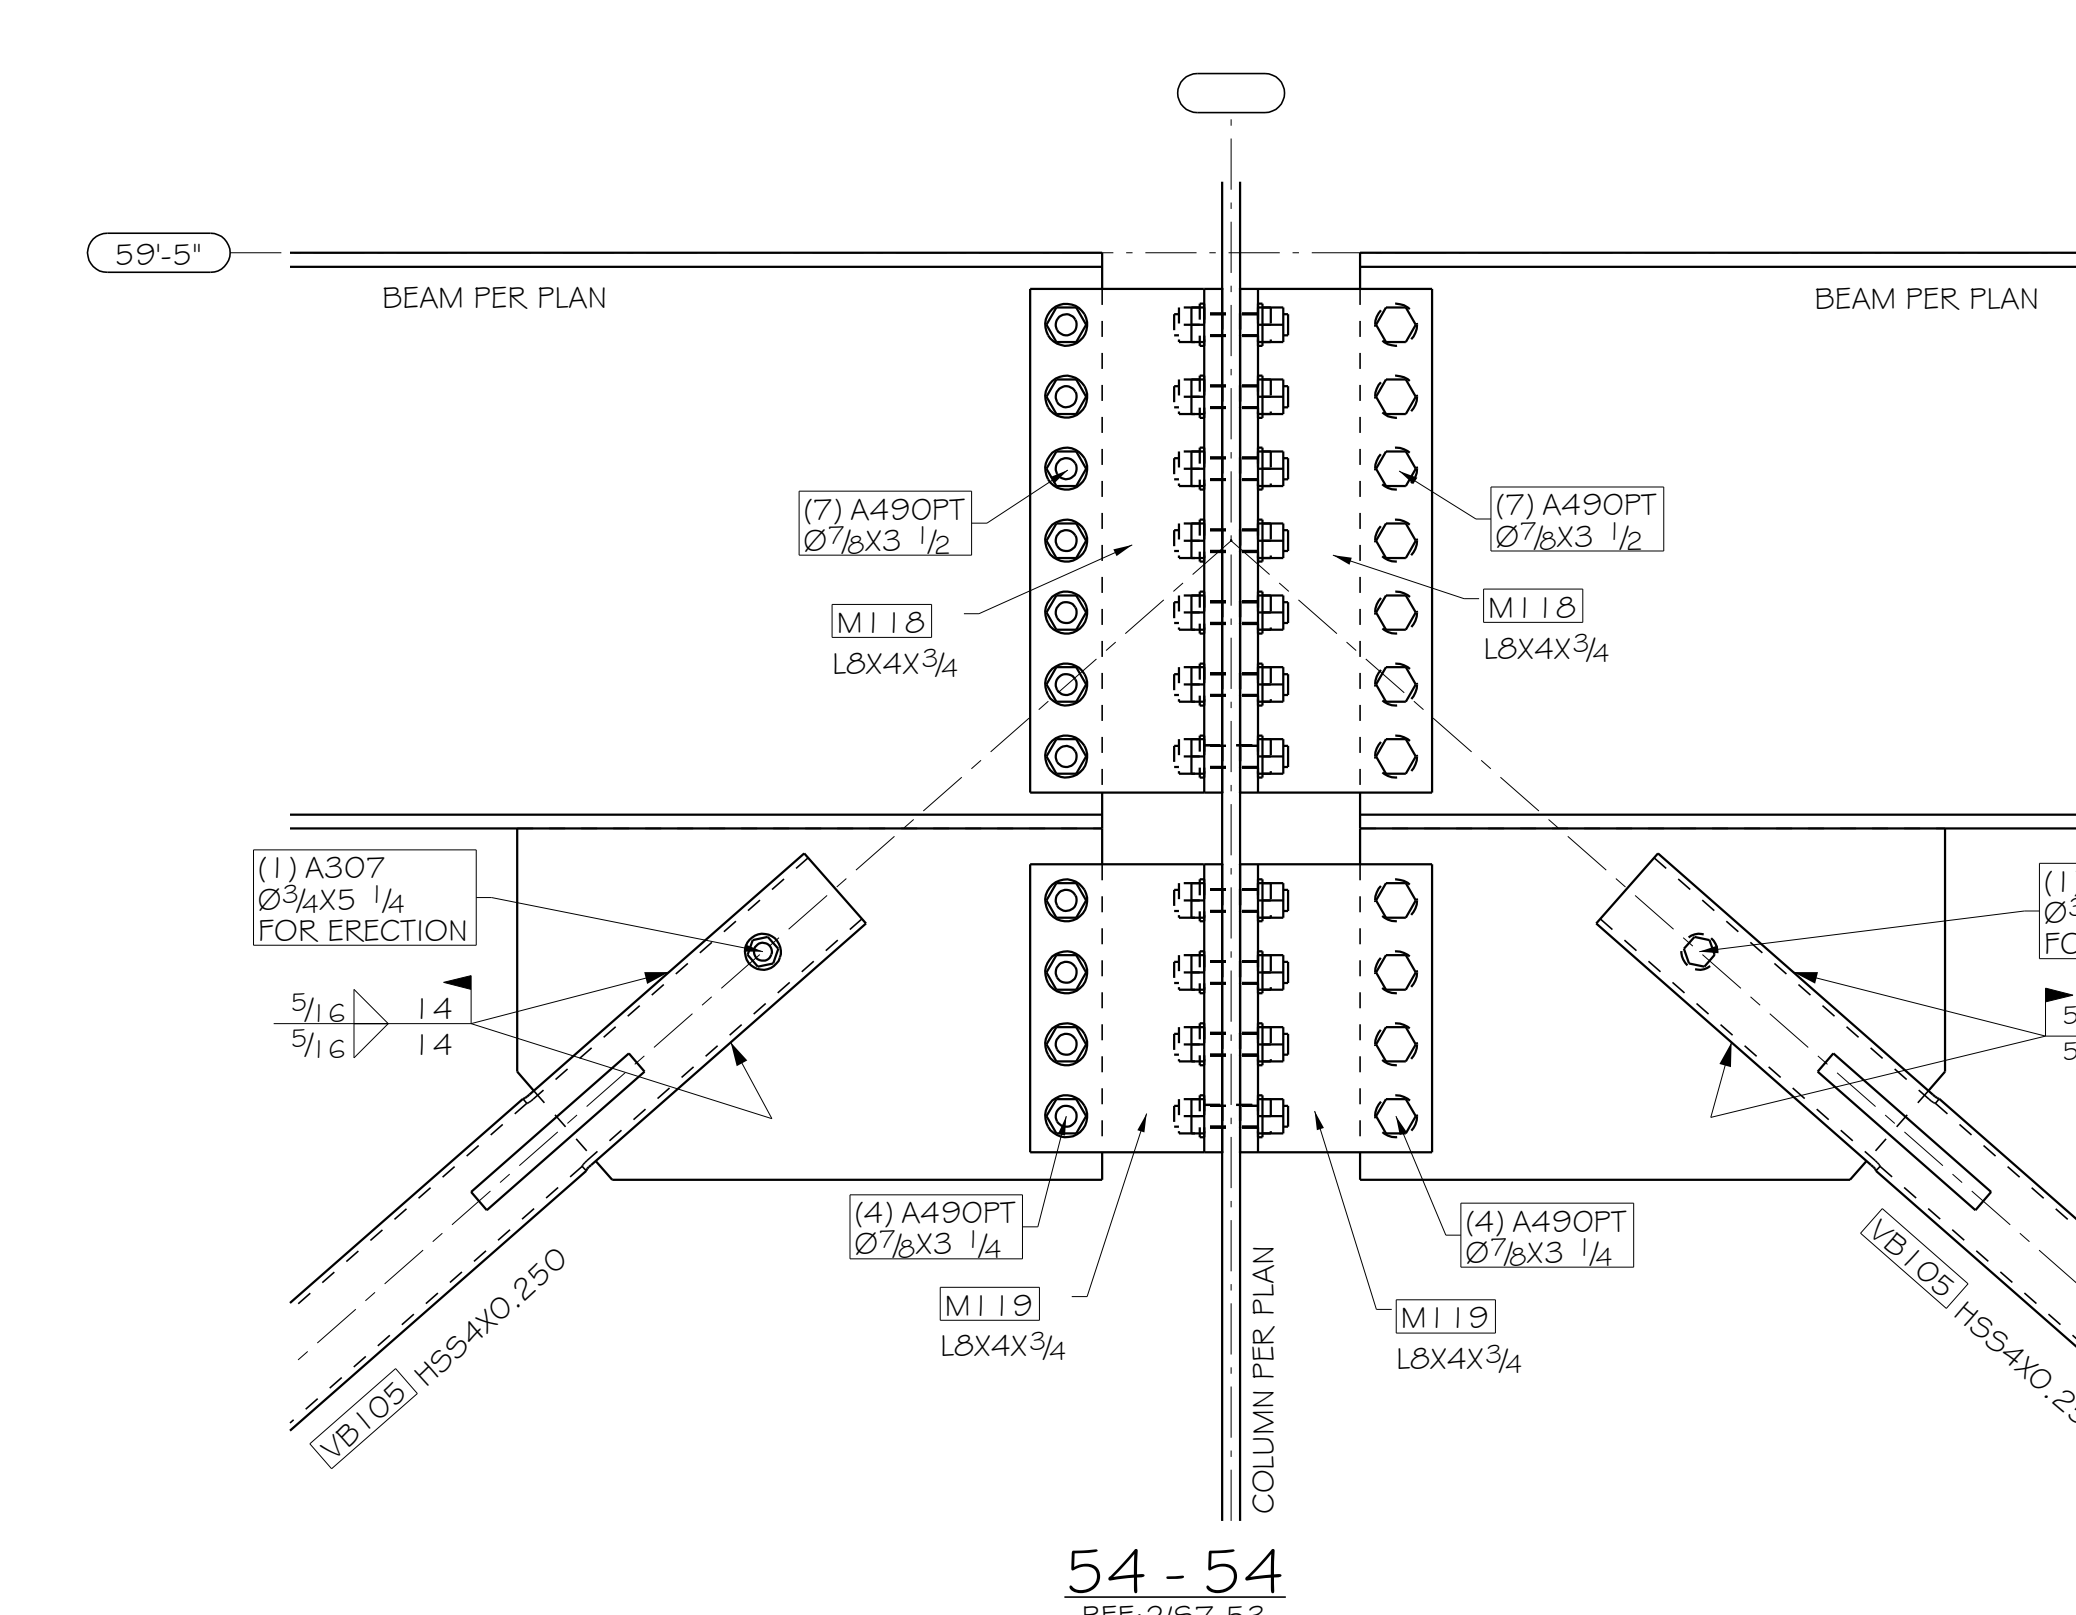 59'-5"
BEAM PER PLAN
BEAM PER PLAN
(7) A490PT
Ø7/8X3 1/2
(7) A490PT
Ø7/8X3 1/2
M118
L8X4X3/4
M118
L8X4X3/4
(1) A307
Ø3/4X5 1/4
FOR ERECTION
5/16 14
5/16 14
(4) A490PT
Ø7/8X3 1/4
(4) A490PT
Ø7/8X3 1/4
M119
L8X4X3/4
M119
L8X4X3/4
VB105 HSS4X0.250
VB105
COLUMN PER PLAN
54 - 54